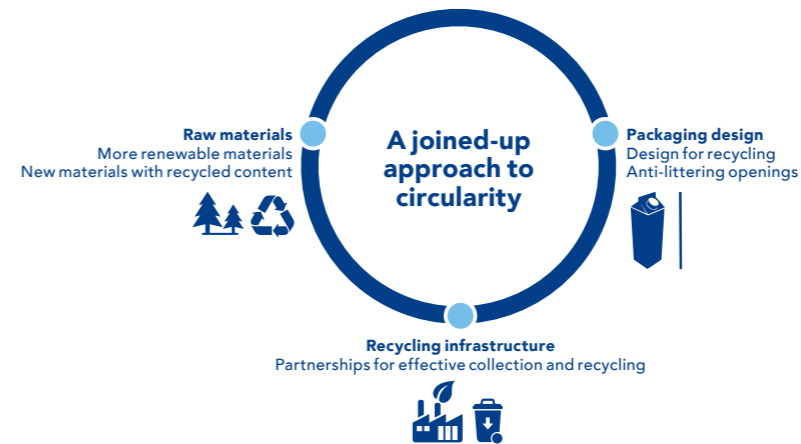 A joined-up
approach to
circularity
Raw materials
More renewable materials
New materials with recycled content
Packaging design
Design for recycling
Anti-littering openings
Recycling infrastructure
Partnerships for effective collection and recycling